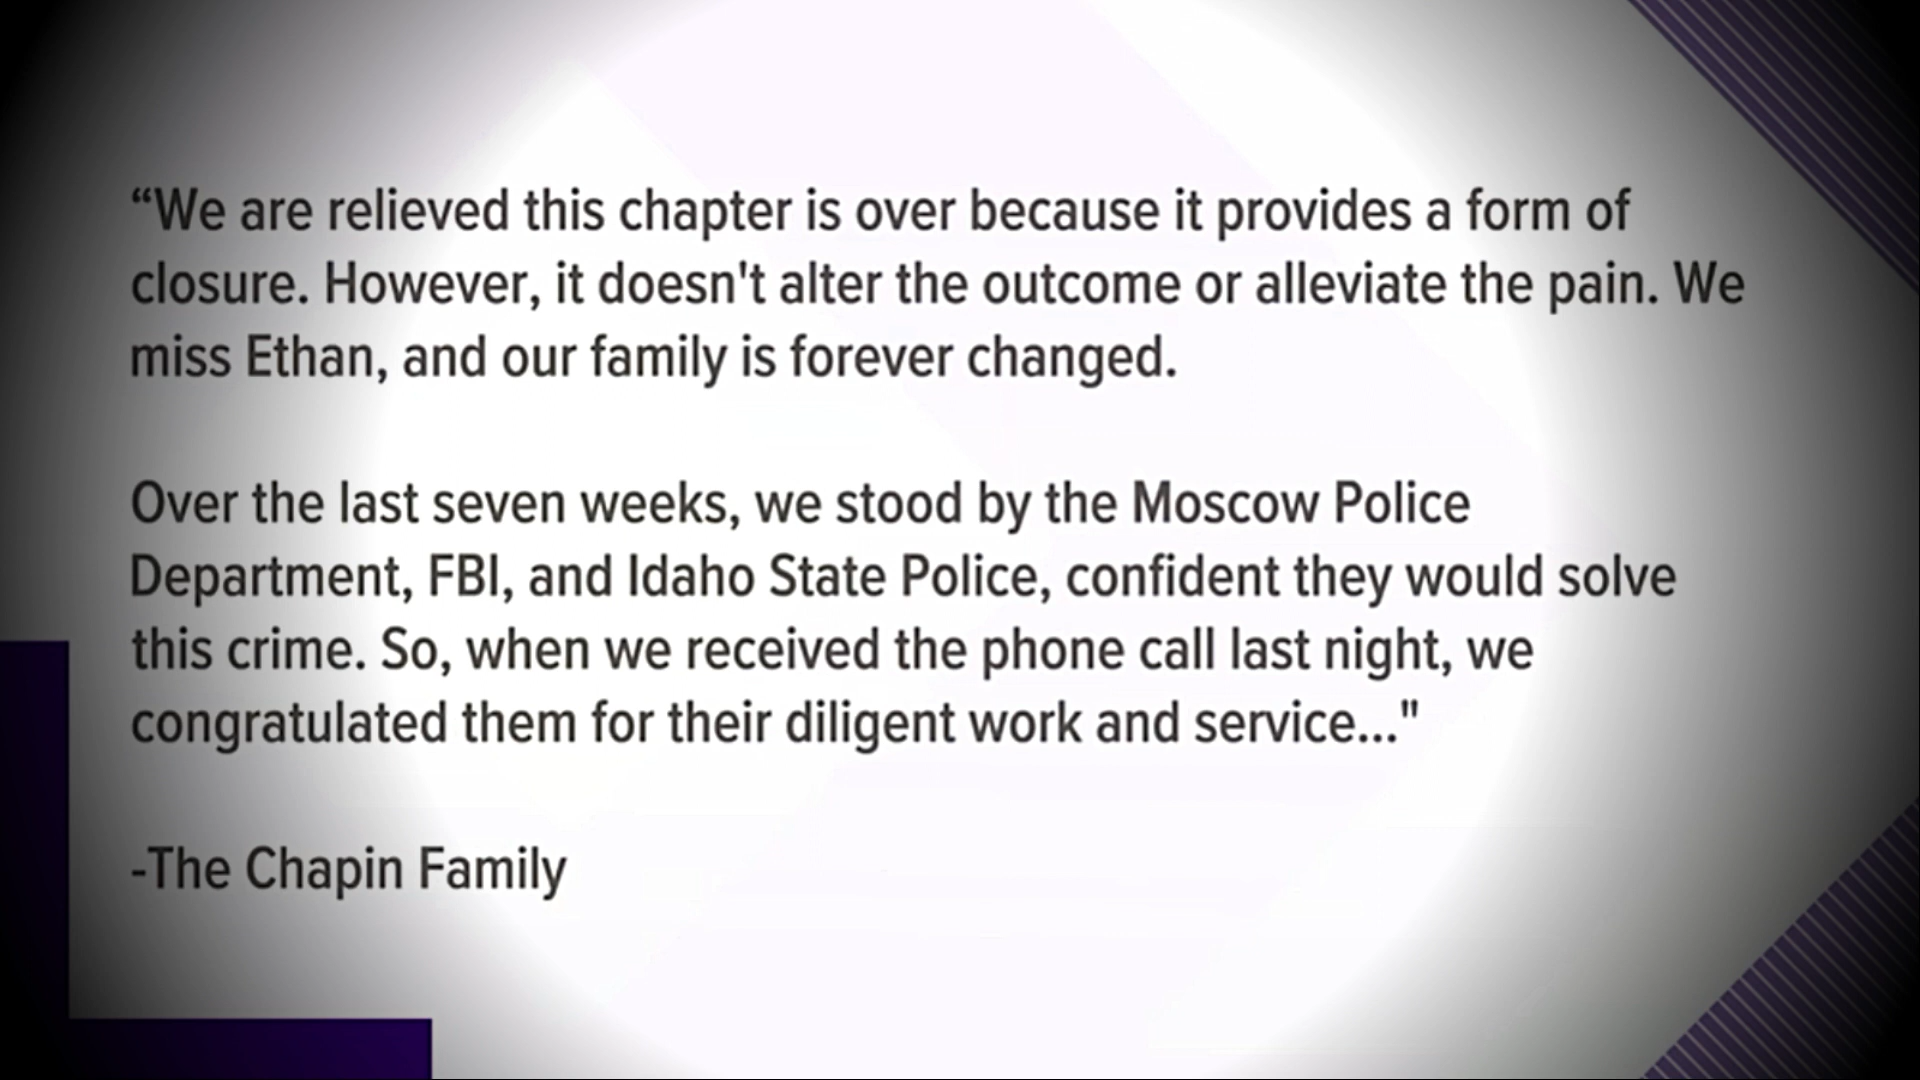 “We are relieved this chapter is over because it provides a form of
closure. However, it doesn't alter the outcome or alleviate the pain. We
miss Ethan, and our family is forever changed.
Over the last seven weeks, we stood by the Moscow Police
Department, FBI, and Idaho State Police, confident they would solve
this crime. So, when we received the phone call last night, we
congratulated them for their diligent work and service..."
-The Chapin Family